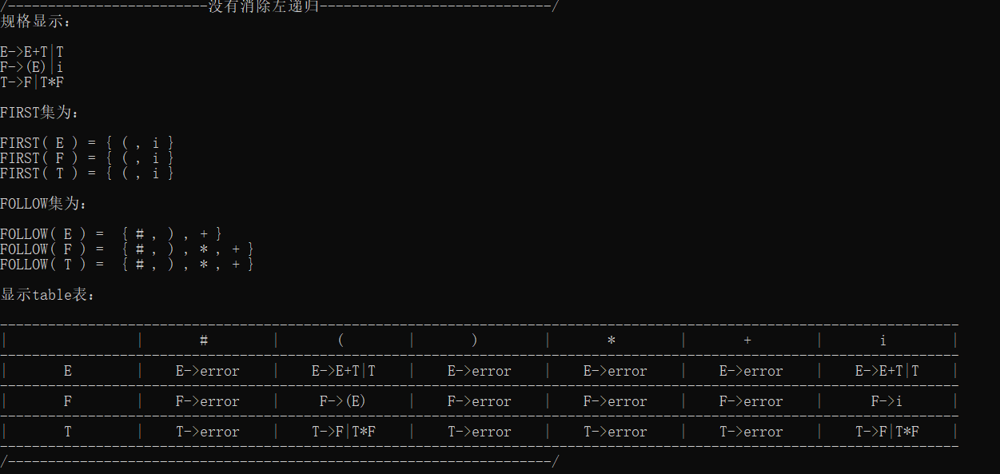 /-------------------------没有消除左递归-----------------------------/
规格显示：
E->E+T|T
F->(E)|i
T->F|T*F
FIRST集为：
FIRST( E ) = { ( , i }
FIRST( F ) = { ( , i }
FIRST( T ) = { ( , i }
FOLLOW集为：
FOLLOW( E ) =  { # , ) , + }
FOLLOW( F ) =  { # , ) , * , + }
FOLLOW( T ) =  { # , ) , * , + }
显示table表：
------------------------------------------------------------------------------------------------------------------------
|                |       #        |       (        |       )        |       *        |       +        |       i        |
------------------------------------------------------------------------------------------------------------------------
|       E        |    E->error    |    E->E+T|T    |    E->error    |    E->error    |    E->error    |    E->E+T|T    |
------------------------------------------------------------------------------------------------------------------------
|       F        |    F->error    |     F->(E)     |    F->error    |    F->error    |    F->error    |      F->i      |
------------------------------------------------------------------------------------------------------------------------
|       T        |    T->error    |    T->F|T*F    |    T->error    |    T->error    |    T->error    |    T->F|T*F    |
------------------------------------------------------------------------------------------------------------------------
/--------------------------------------------------------------------/